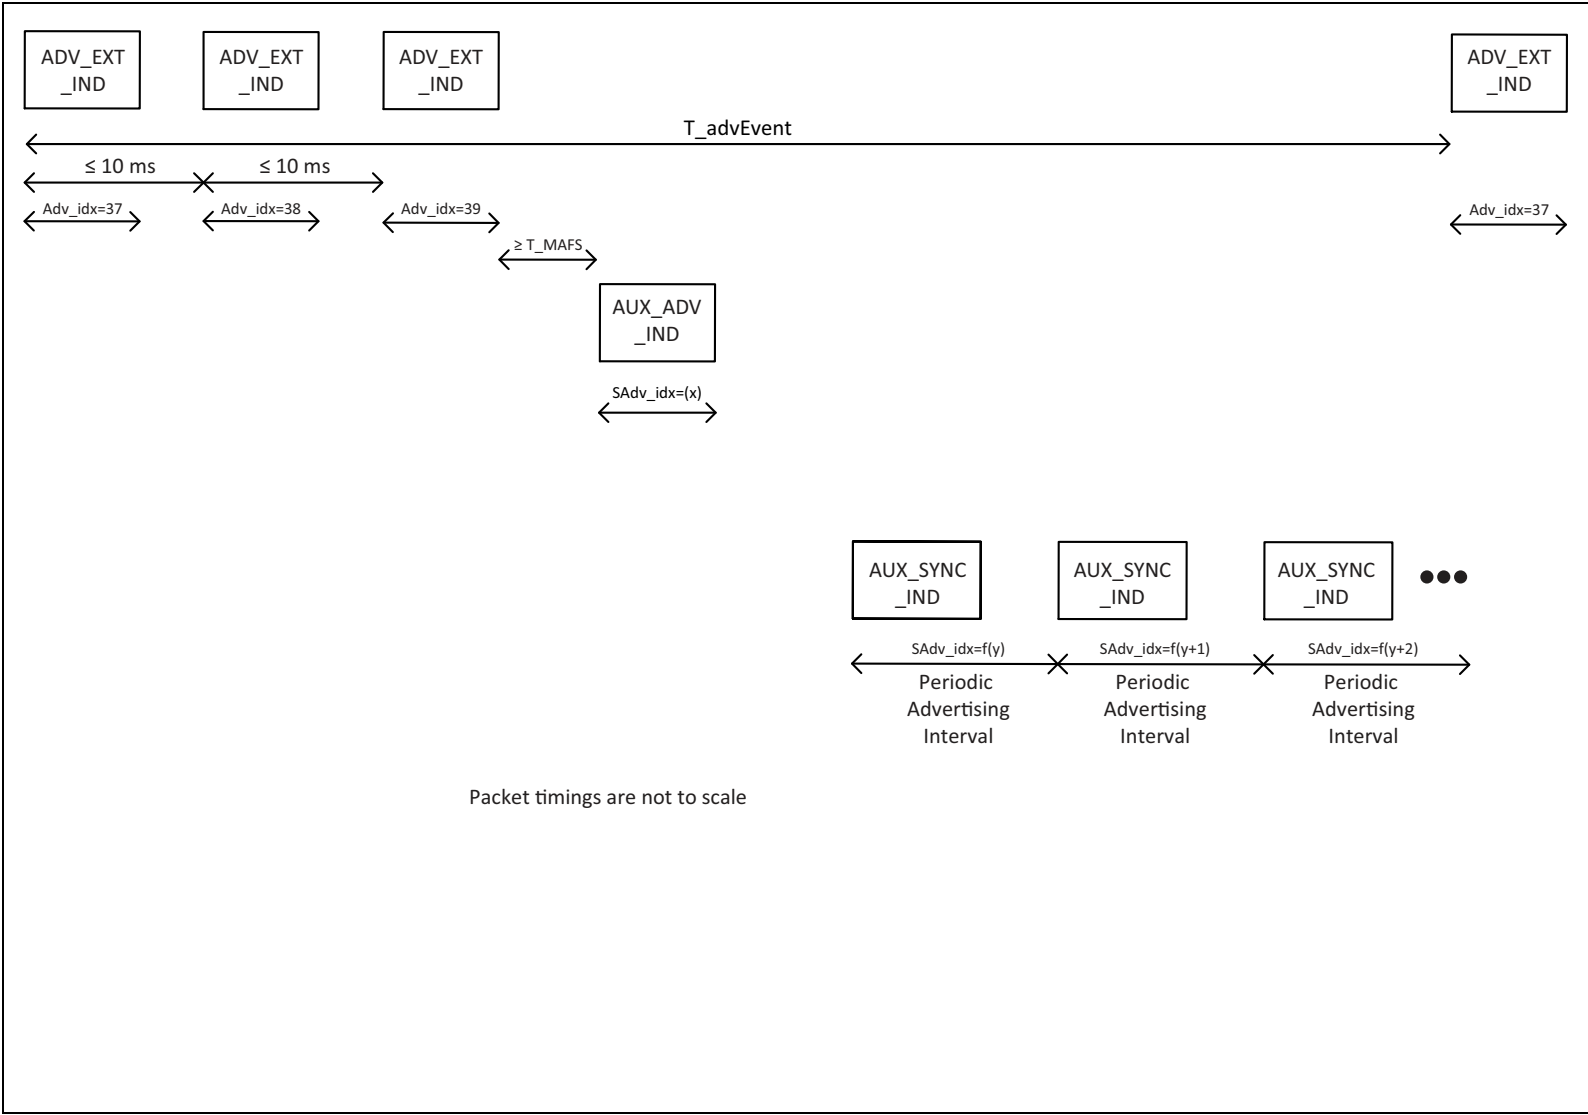 ADV_EXT
_IND
ADV_EXT
_IND
ADV_EXT
_IND
ADV_EXT
_IND
T_advEvent
≤ 10 ms
≤ 10 ms
Adv_idx=37
Adv_idx=38
Adv_idx=39
Adv_idx=37
≥ T_MAFS
AUX_ADV
_IND
SAdv_idx=(x)
AUX_SYNC
_IND
AUX_SYNC
_IND
AUX_SYNC
_IND
SAdv_idx=f(y)
SAdv_idx=f(y+1)
SAdv_idx=f(y+2)
Periodic
Advertising
Interval
Periodic
Advertising
Interval
Periodic
Advertising
Interval
Packet timings are not to scale